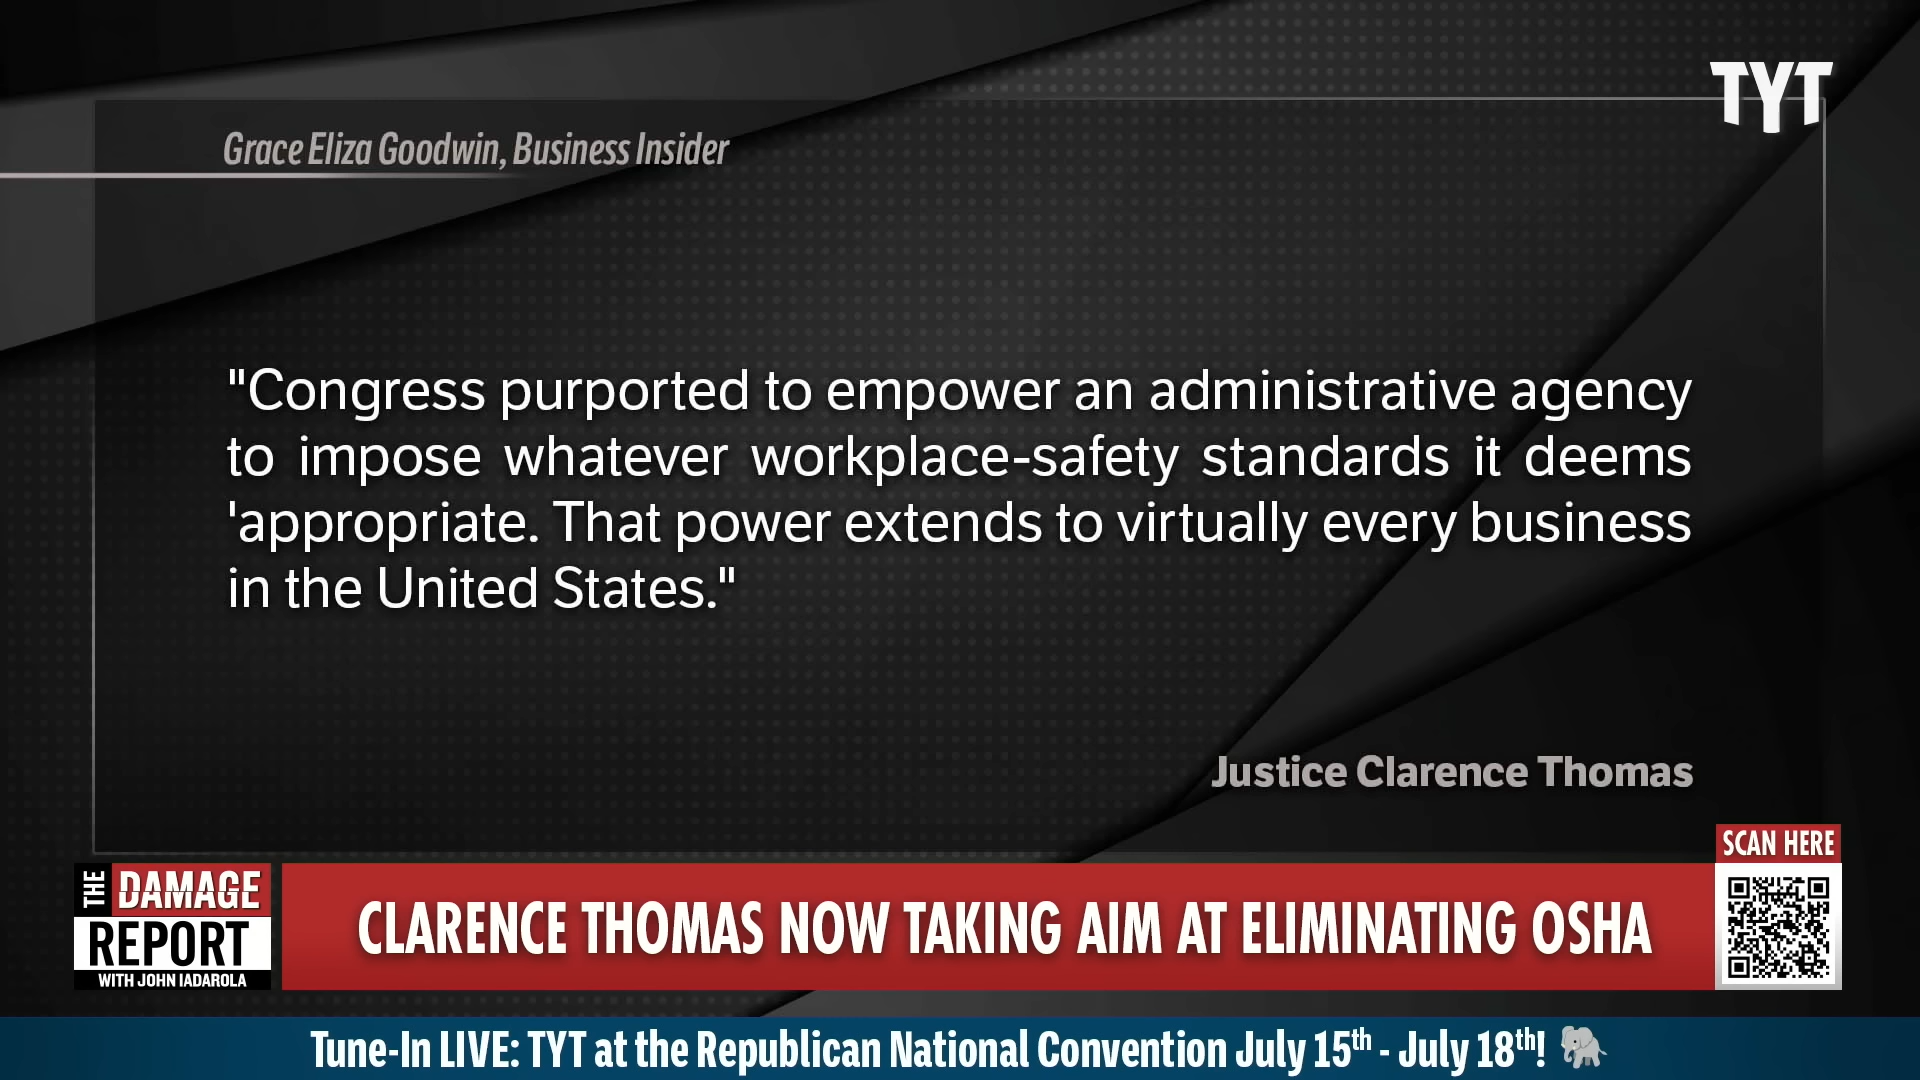 TYT
Grace Eliza Goodwin, Business Insider
"Congress purported to empower an administrative agency
to impose whatever workplace-safety standards it deems
'appropriate. That power extends to virtually every business
in the United States."
Justice Clarence Thomas
SCAN HERE
THE DAMAGE
REPORT
WITH JOHN IADAROLA
CLARENCE THOMAS NOW TAKING AIM AT ELIMINATING OSHA
Tune-In LIVE: TYT at the Republican National Convention July 15th - July 18th! 🐘